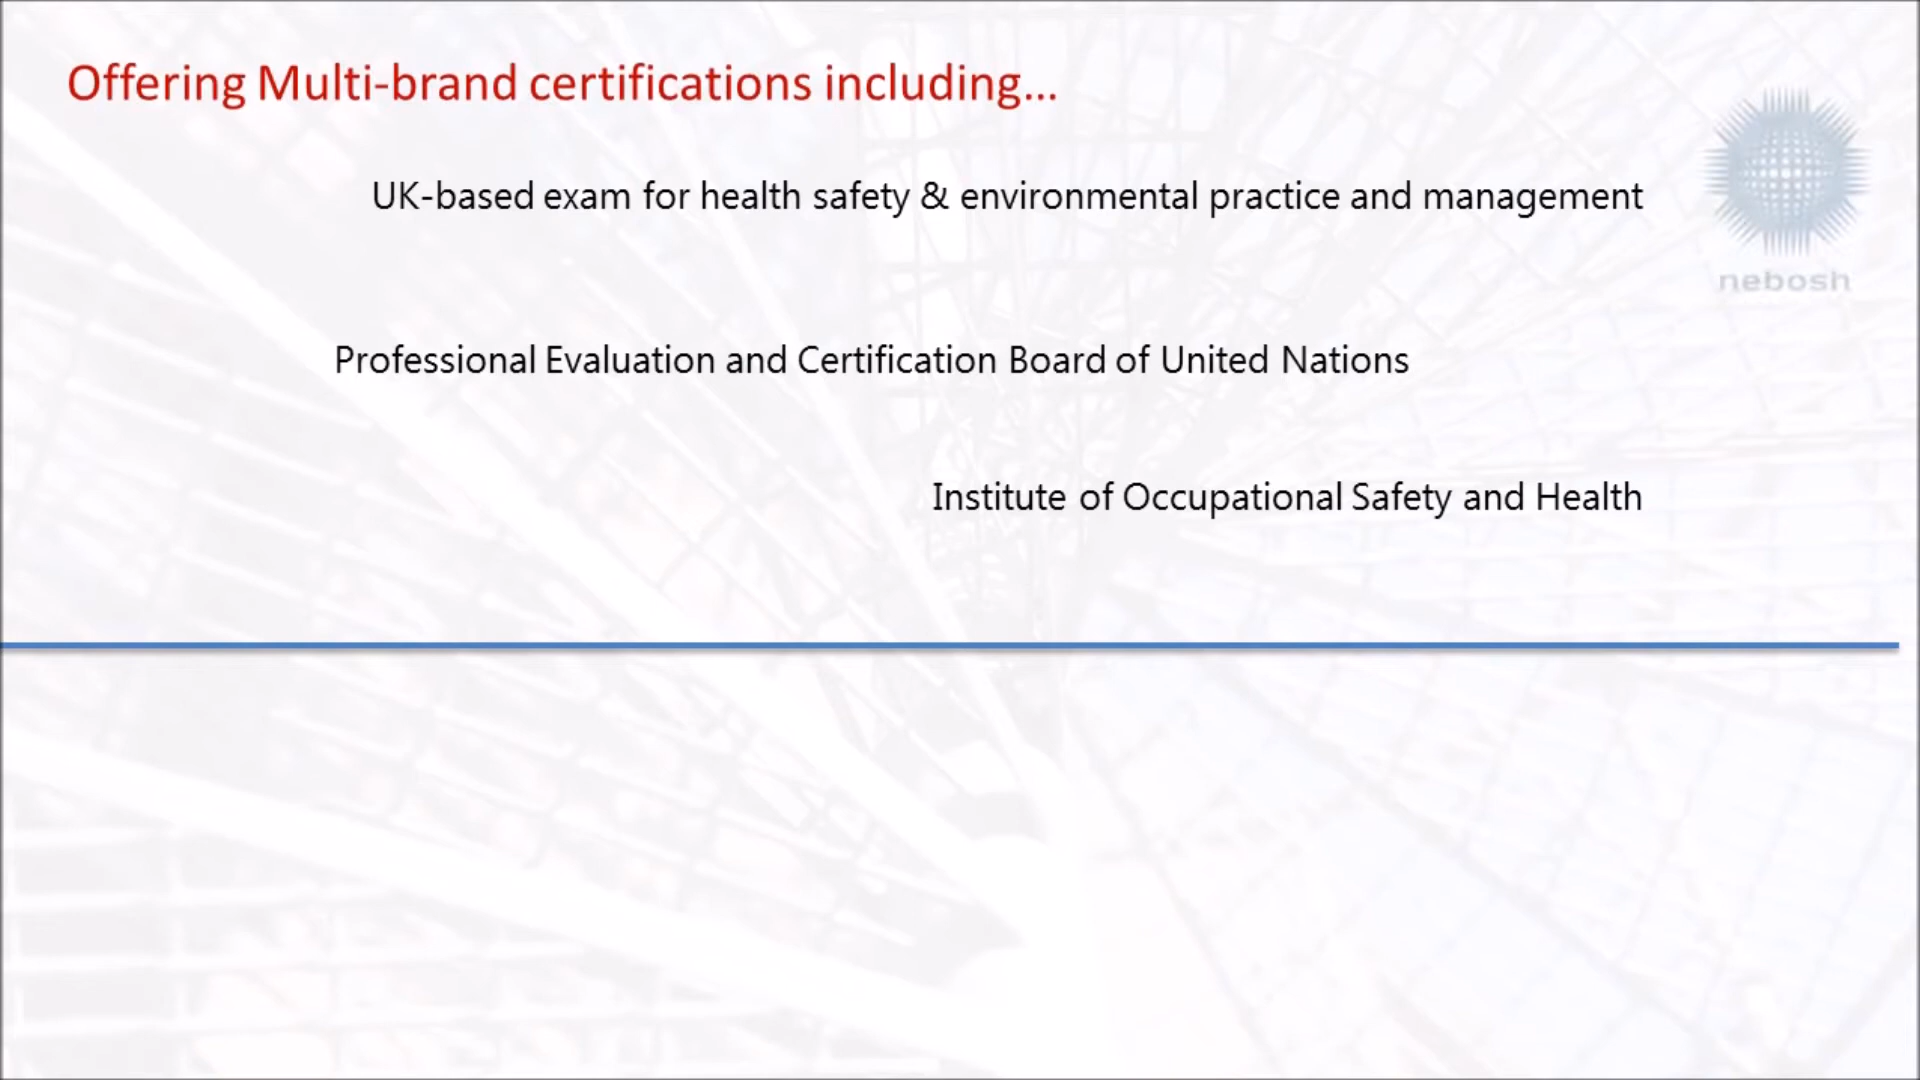 Offering Multi-brand certifications including...
UK-based exam for health safety & environmental practice and management
nebosh
Professional Evaluation and Certification Board of United Nations
Institute of Occupational Safety and Health